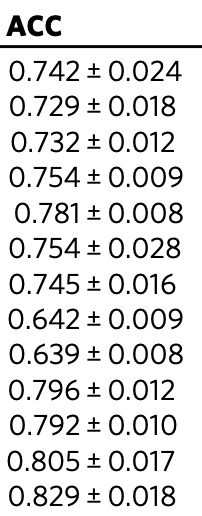 ACC
0.742 ± 0.024
0.729 ± 0.018
0.732 ± 0.012
0.754 ± 0.009
0.781 ± 0.008
0.754 ± 0.028
0.745 ± 0.016
0.642 ± 0.009
0.639 ± 0.008
0.796 ± 0.012
0.792 ± 0.010
0.805 ± 0.017
0.829 ± 0.018